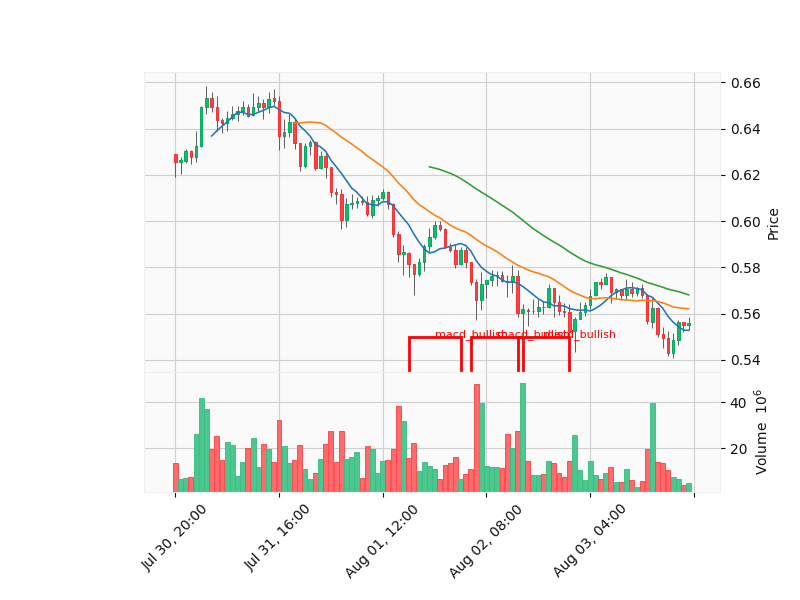 0.66
0.64
0.62
0.60
0.58
0.56
0.54
Price
macd_bullish
macd_bullish
macd_bullish
40
20
Volume 10^6
Jul 30, 20:00
Jul 31, 16:00
Aug 01, 12:00
Aug 02, 08:00
Aug 03, 04:00